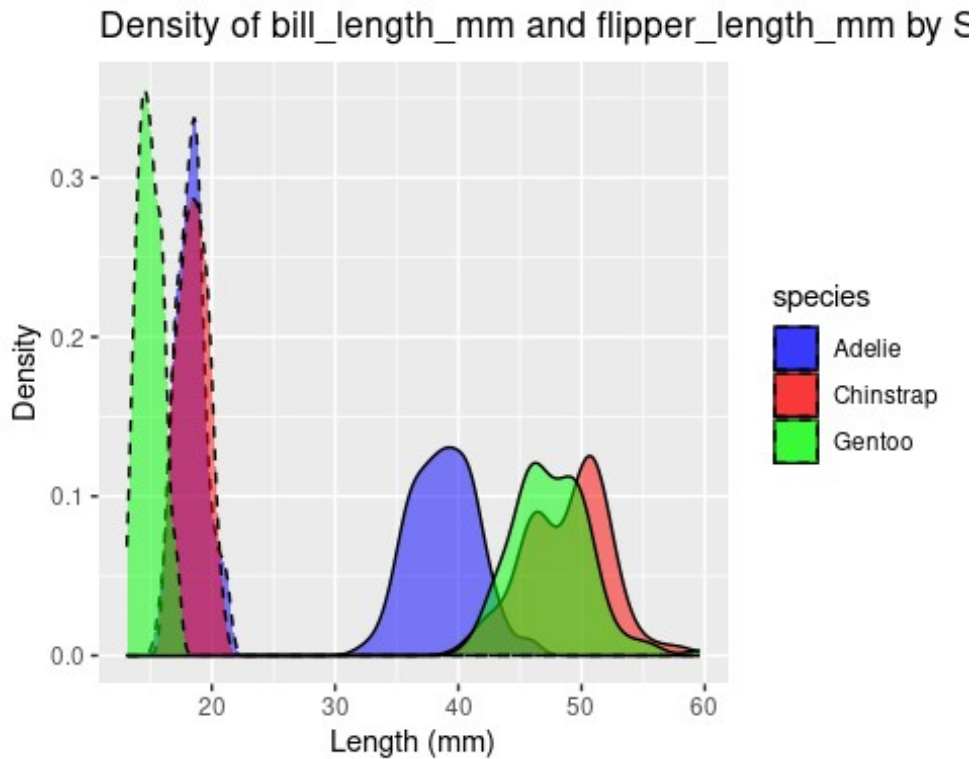 Density of bill_length_mm and flipper_length_mm by S
Density
0.3
0.2
0.1
0.0
20 30 40 50 60
Length (mm)
species
Adelie
Chinstrap
Gentoo